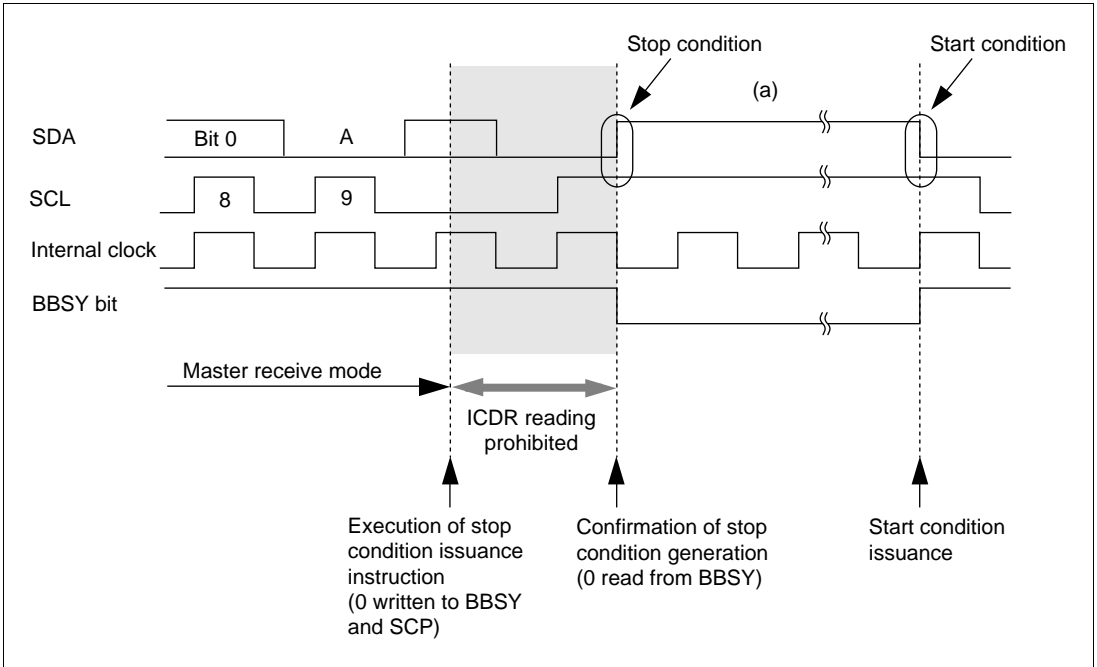 Stop condition
Start condition
(a)
SDA
Bit 0
A
SCL
8
9
Internal clock
BBSY bit
Master receive mode
ICDR reading
prohibited
Execution of stop
condition issuance
instruction
(0 written to BBSY
and SCP)
Confirmation of stop
condition generation
(0 read from BBSY)
Start condition
issuance